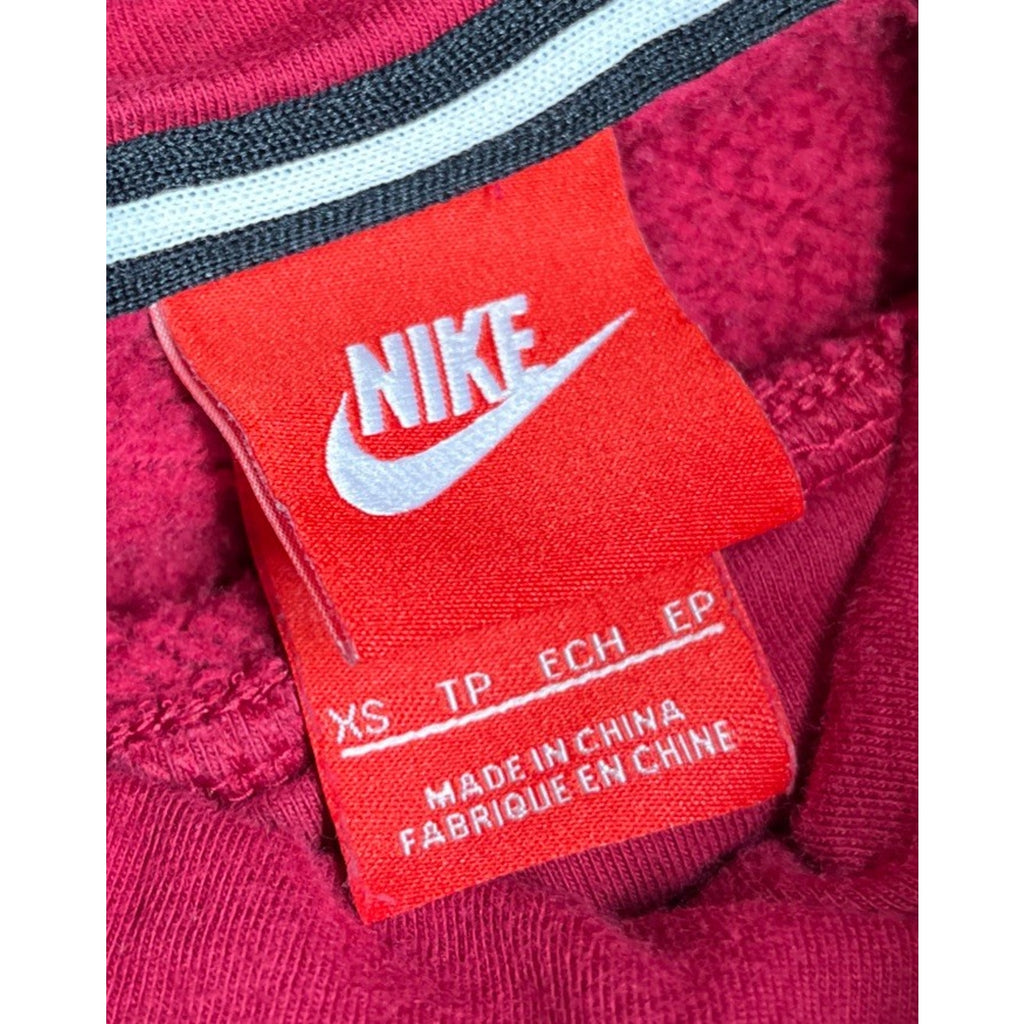 NIKE
XS TP ECH EP
MADE IN CHINA
FABRIQUE EN CHINE